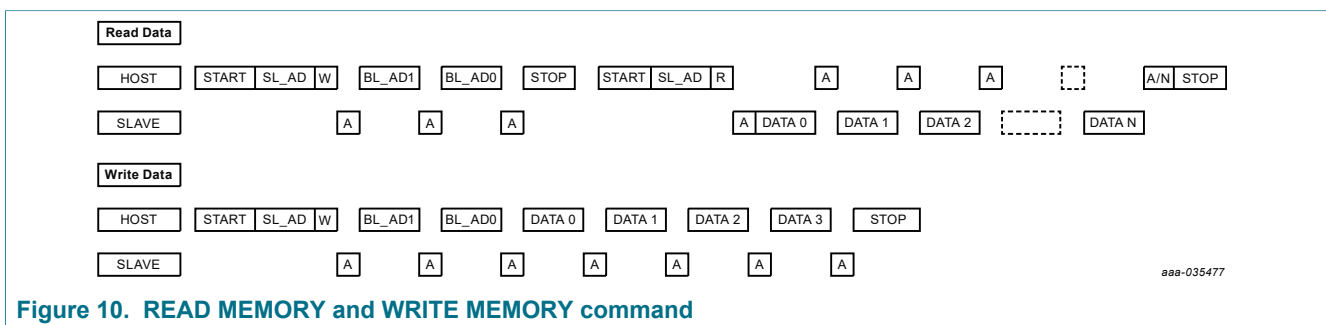 Read Data
HOST START SL_AD W BL_AD1 BL_AD0 STOP START SL_AD R A A A A/N STOP
SLAVE A A A A DATA 0 DATA 1 DATA 2 DATA N
Write Data
HOST START SL_AD W BL_AD1 BL_AD0 DATA 0 DATA 1 DATA 2 DATA 3 STOP
SLAVE A A A A A A A
aaa-035477
Figure 10. READ MEMORY and WRITE MEMORY command